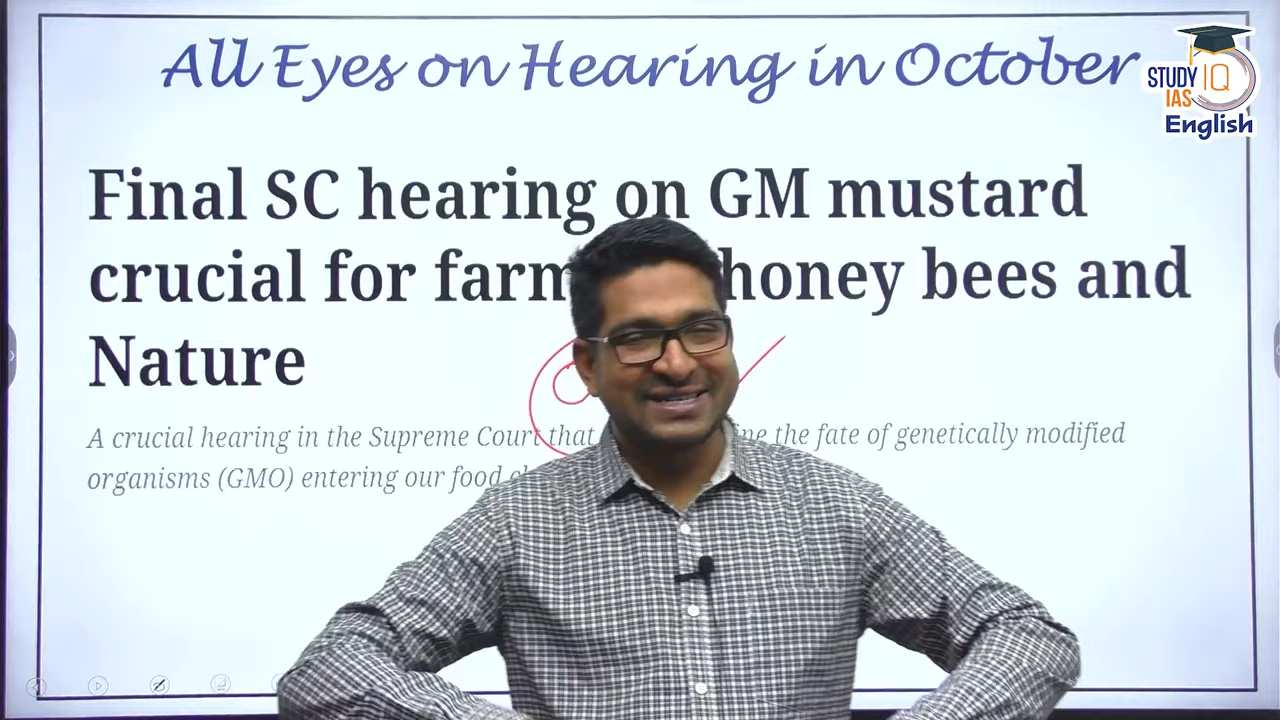 All Eyes on Hearing in October
STUDY IQ
IAS
English
Final SC hearing on GM mustard
crucial for farm honey bees and
Nature
A crucial hearing in the Supreme Court that the fate of genetically modified
organisms (GMO) entering our food